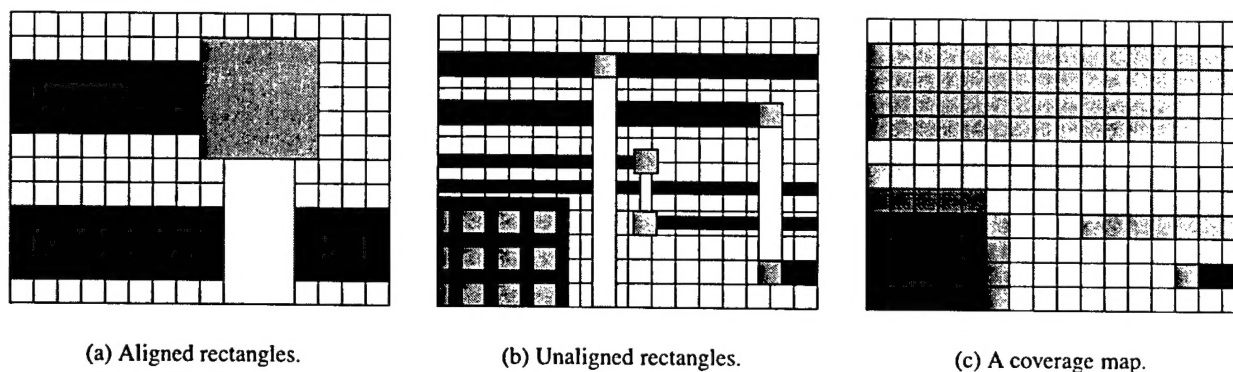 (a) Aligned rectangles.
(b) Unaligned rectangles.
(c) A coverage map.